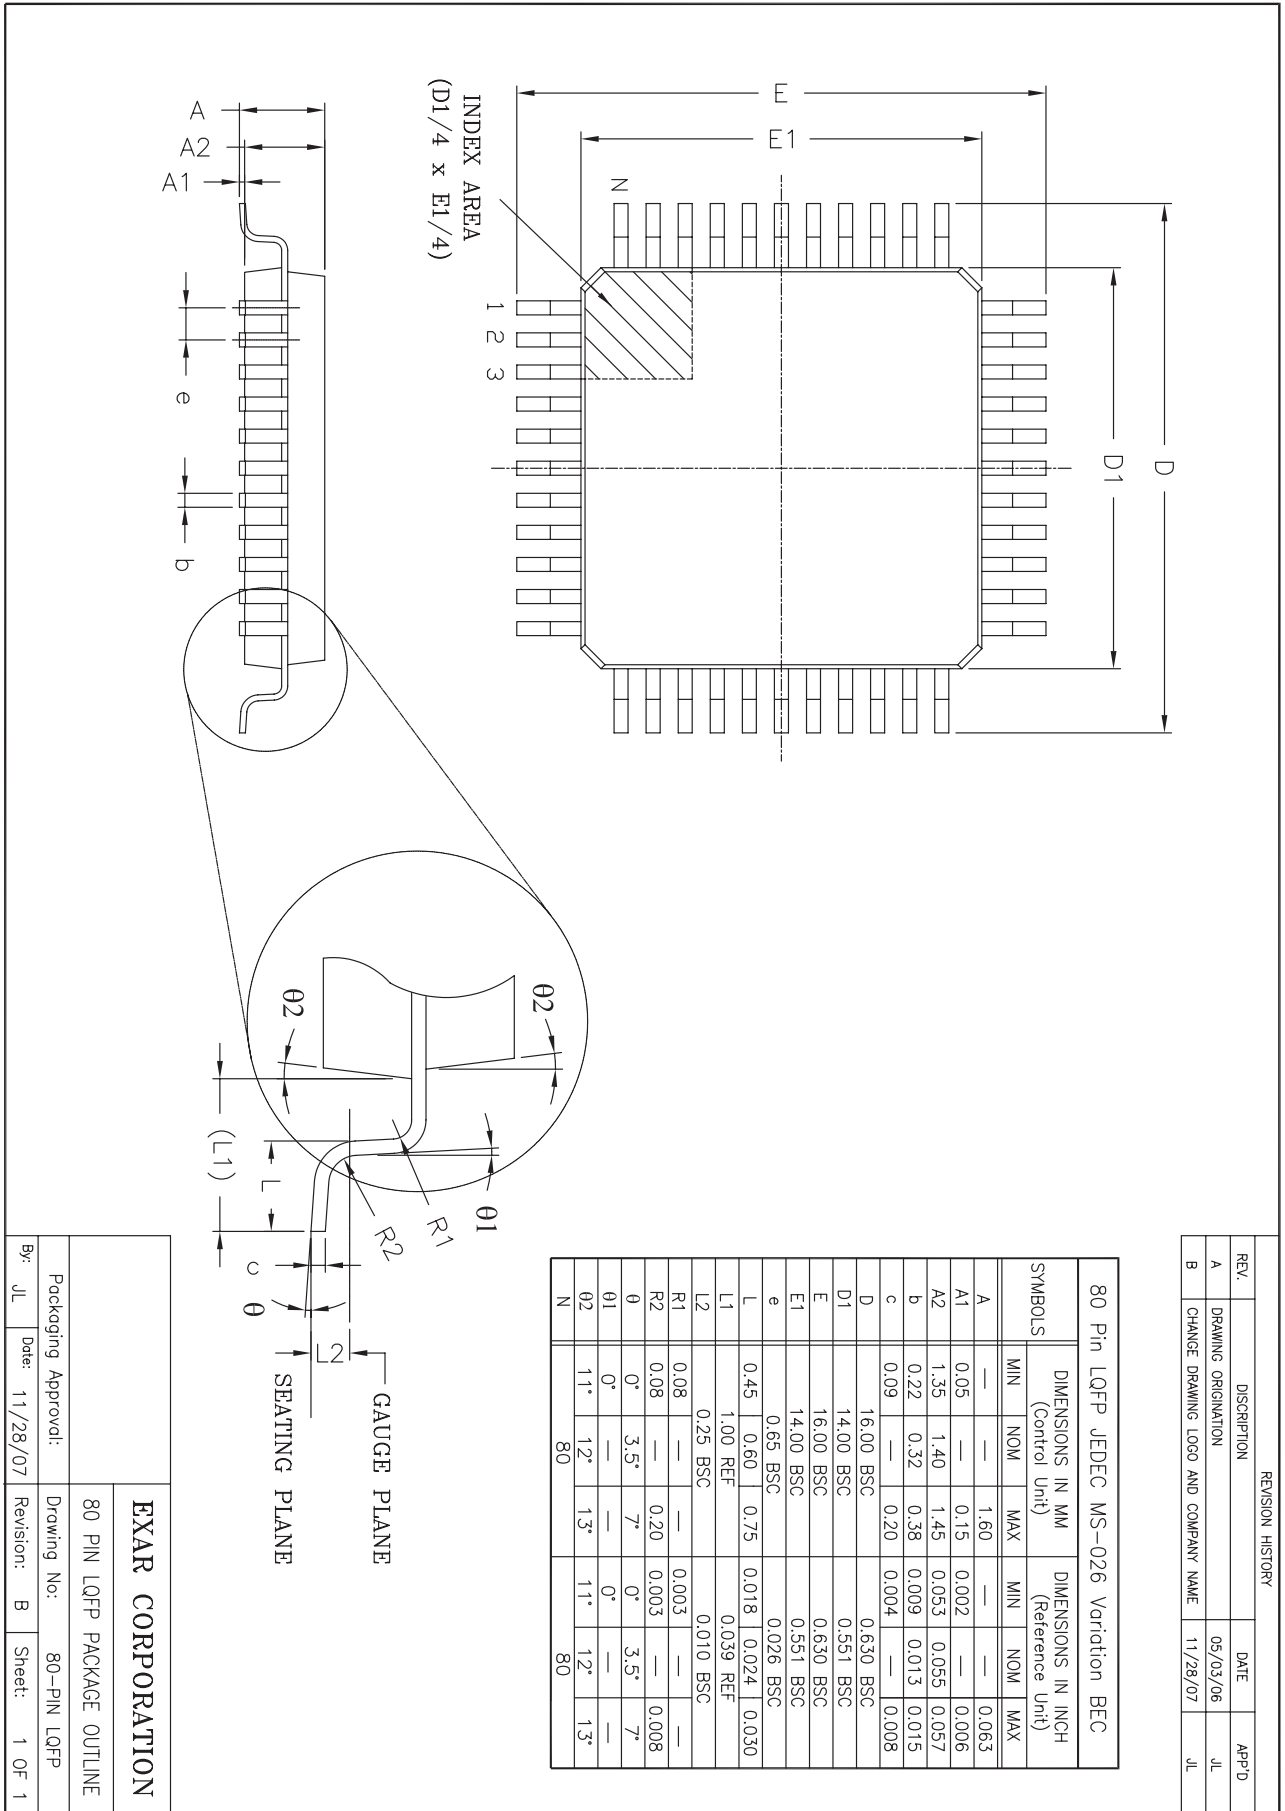 REVISION HISTORY
REV. DISCRIPTION DATE APP'D
A DRAWING ORIGINATION 05/03/06 JL
B CHANGE DRAWING LOGO AND COMPANY NAME 11/28/07 JL
D
D1
E
E1
N
1 2 3
INDEX AREA
(D1/4 x E1/4)
A
A2
A1
e
b
θ2
θ2
(L1)
L
θ1
R1
R2
c
θ
L2
GAUGE PLANE
SEATING PLANE
80 Pin LQFP JEDEC MS-026 Variation BEC
SYMBOLS DIMENSIONS IN MM DIMENSIONS IN INCH
(Control Unit) (Reference Unit)
MIN NOM MAX MIN NOM MAX
A — — 1.60 — — 0.063
A1 0.05 — 0.15 0.002 — 0.006
A2 1.35 1.40 1.45 0.053 0.055 0.057
b 0.22 0.32 0.38 0.009 0.013 0.015
c 0.09 — 0.20 0.004 — 0.008
D 16.00 BSC 0.630 BSC
D1 14.00 BSC 0.551 BSC
E 16.00 BSC 0.630 BSC
E1 14.00 BSC 0.551 BSC
e 0.65 BSC 0.026 BSC
L 0.45 0.60 0.75 0.018 0.024 0.030
L1 1.00 REF 0.039 REF
L2 0.25 BSC 0.010 BSC
R1 0.08 — — 0.003 — —
R2 0.08 — 0.20 0.003 — 0.008
θ 0° 3.5° 7° 0° 3.5° 7°
θ1 0° — — 0° — —
θ2 11° 12° 13° 11° 12° 13°
N 80 80
EXAR CORPORATION
80 PIN LQFP PACKAGE OUTLINE
Packaging Approval: Drawing No: 80-PIN LQFP
By: JL Date: 11/28/07 Revision: B Sheet: 1 OF 1